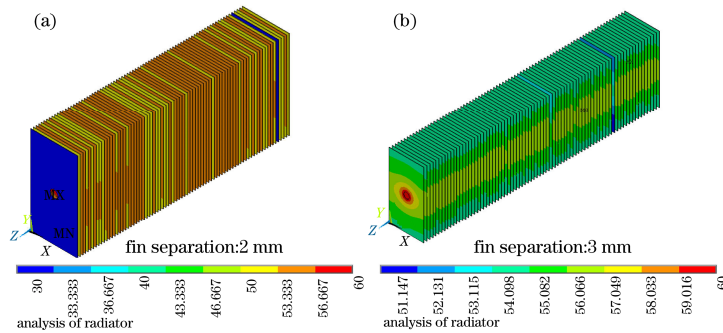 (a)
MX
MN
Y
Z
X
fin separation:2 mm
30
33.333
36.667
40
43.333
46.667
50
53.333
56.667
60
analysis of radiator
(b)
Y
Z
X
fin separation:3 mm
51.147
52.131
53.115
54.098
55.082
56.066
57.049
58.033
59.016
60
analysis of radiator